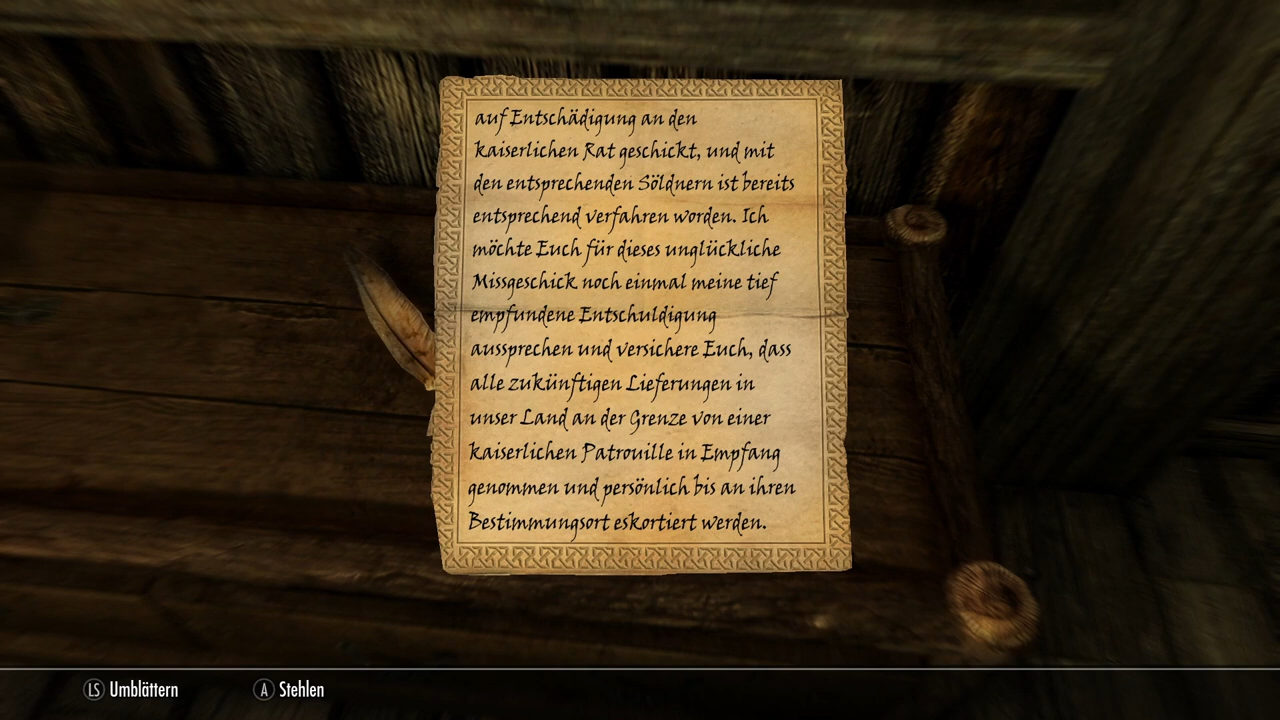 auf Entschädigung an den
kaiserlichen Rat geschickt, und mit
den entsprechenden Söldnern ist bereits
entsprechend verfahren worden. Ich
möchte Euch für dieses unglückliche
Missgeschick noch einmal meine tief
empfundene Entschuldigung
aussprechen und versichere Euch, dass
alle zukünftigen Lieferungen in
unser Land an der Grenze von einer
kaiserlichen Patrouille in Empfang
genommen und persönlich bis an ihren
Bestimmungsort eskortiert werden.
LS Umblättern A Stehlen